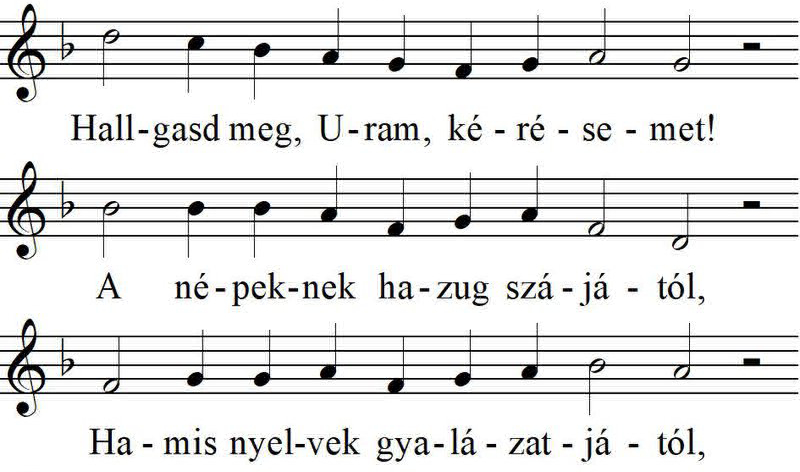 Hall-gasd meg, U-ram, ké - ré - se - met!
A né-pek-nek ha-zug szá-já - tól,
Ha - mis nyel-vek gya-lá - zat-já - tól,